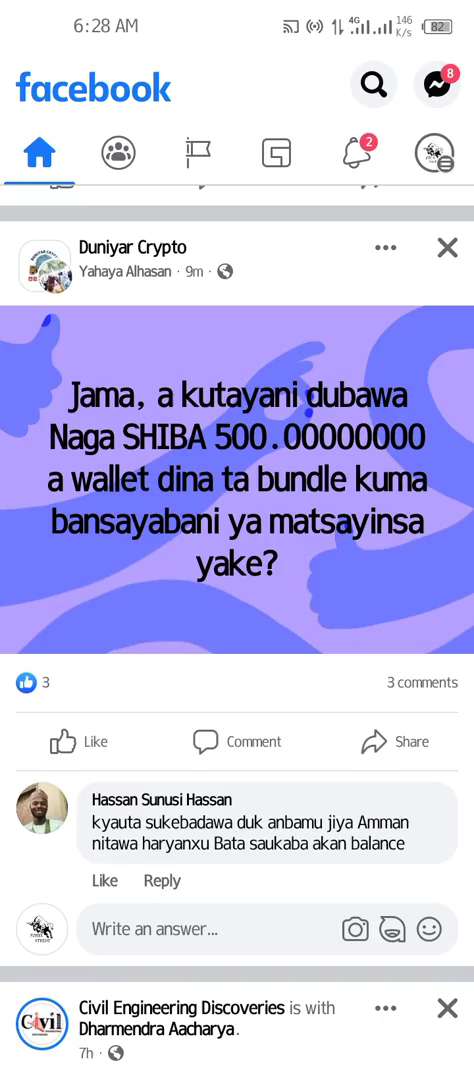 6:28 AM
4G
146
K/s
82
facebook
8
2
Duniyar Crypto
Yahaya Alhasan · 9m ·
Jama, a kutayani dubawa
Naga SHIBA 500.00000000
a wallet dina ta bundle kuma
bansayabani ya matsayinsa
yake?
3
3 comments
Like
Comment
Share
Hassan Sunusi Hassan
kyauta sukebadawa duk anbamu jiya Amman
nitawa haryanxu Bata saukaba akan balance
Like
Reply
Write an answer...
Civil
Civil Engineering Discoveries is with
Dharmendra Aacharya.
7h ·